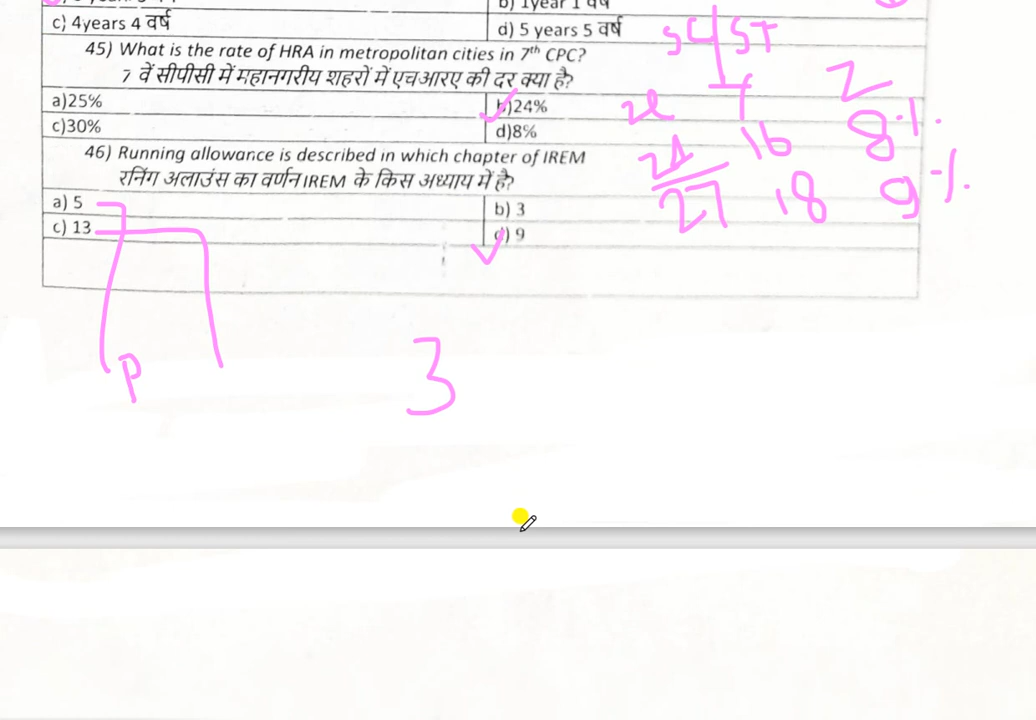 b) 1year 1 वर्ष
c) 4years 4 वर्ष
d) 5 years 5 वर्ष
45) What is the rate of HRA in metropolitan cities in 7th CPC?
7 वें सीपीसी में महानगरीय शहरों में एचआरए की दर क्या है?
a)25%
b)24%
c)30%
d)8%
46) Running allowance is described in which chapter of IREM
रनिंग अलाउंस का वर्णन IREM के किस अध्याय में है?
a) 5
b) 3
c) 13
d) 9
ST
Z
8%.
16
27 18 9%.
P
3